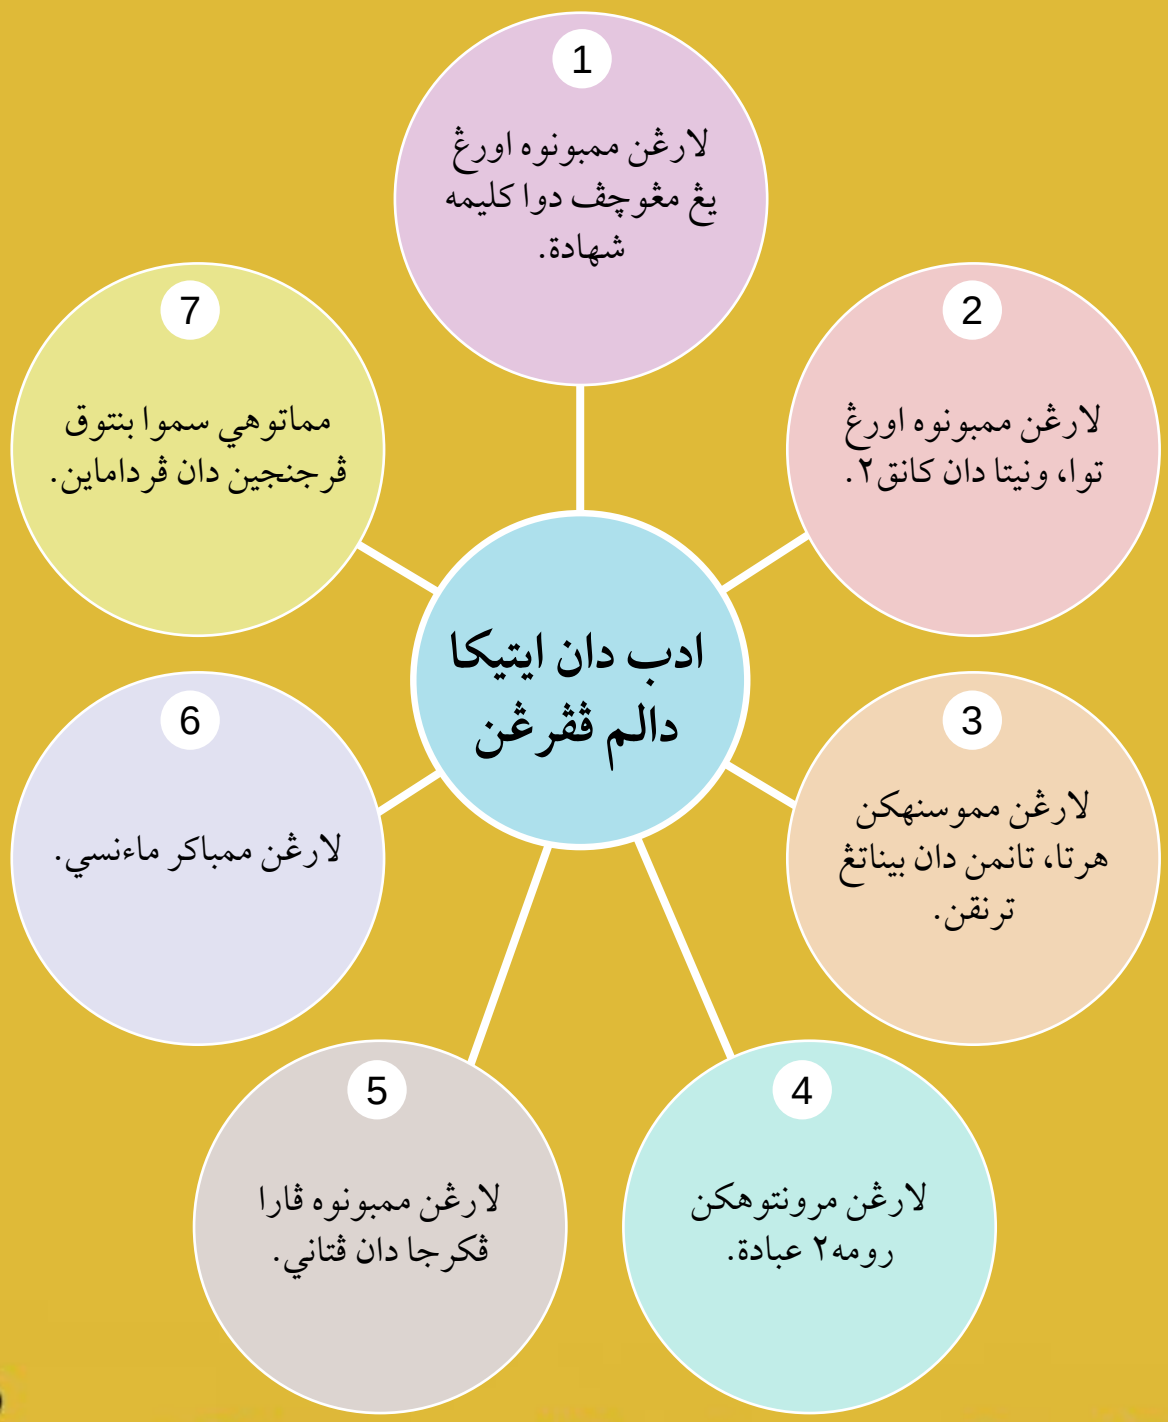 ادب دان ايتيكا
دالم ڤڤرڠن
1
لارڠن ممبونوه اورڠ
يڠ مڠوچڤ دوا كليمه
شهادة.
2
لارڠن ممبونوه اورڠ
توا، ونيتا دان كانق٢.
3
لارڠن مموسنهكن
هرتا، تانمن دان بيناتڠ
ترنقن.
4
لارڠن مرونتوهكن
رومه٢ عبادة.
5
لارڠن ممبونوه ڤارا
ڤكرجا دان ڤتاني.
6
لارڠن ممباكر ماءنسي.
7
مماتوهي سموا بنتوق
ڤرجنجين دان ڤرداماين.